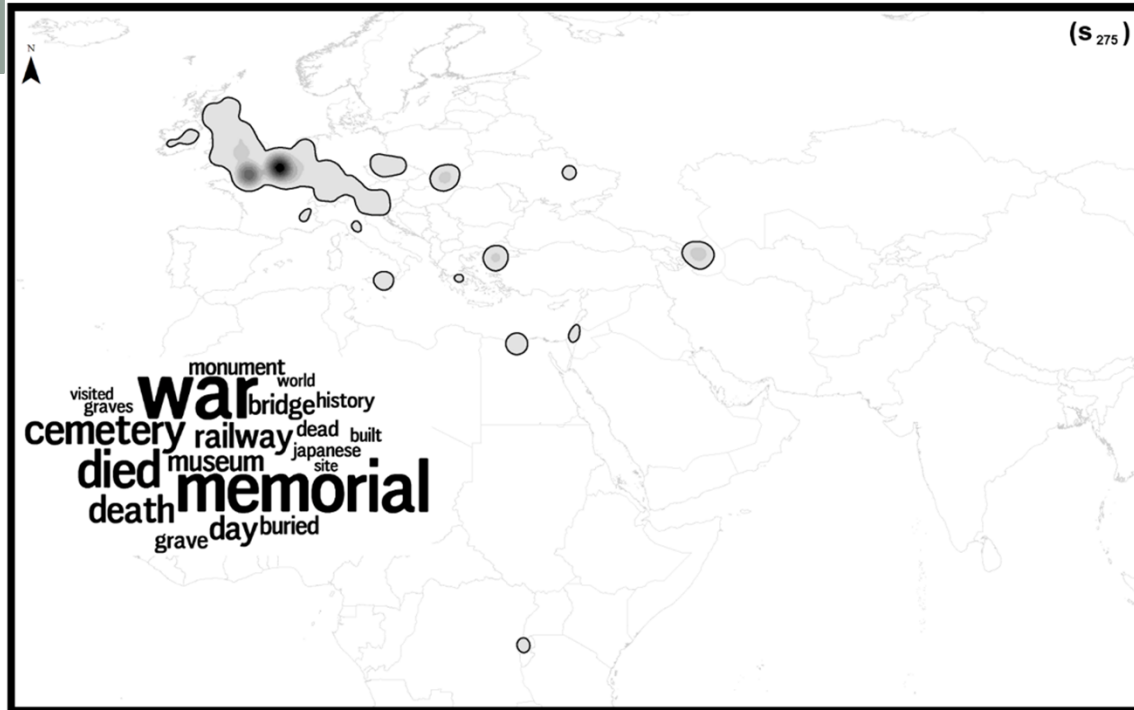 (s 275)
N
monument
visited war world
graves bridge history
cemetery railway dead built
japanese
died museum site
memorial
death
day buried
grave